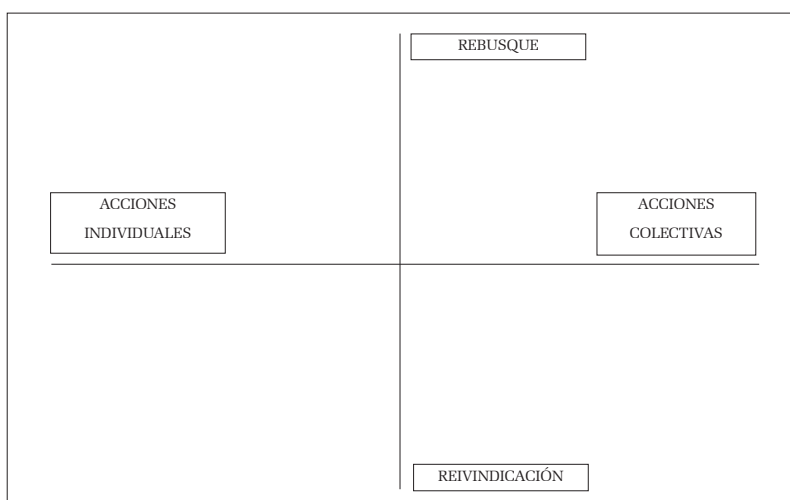 REBUSQUE
ACCIONES
INDIVIDUALES
ACCIONES
COLECTIVAS
REIVINDICACIÓN